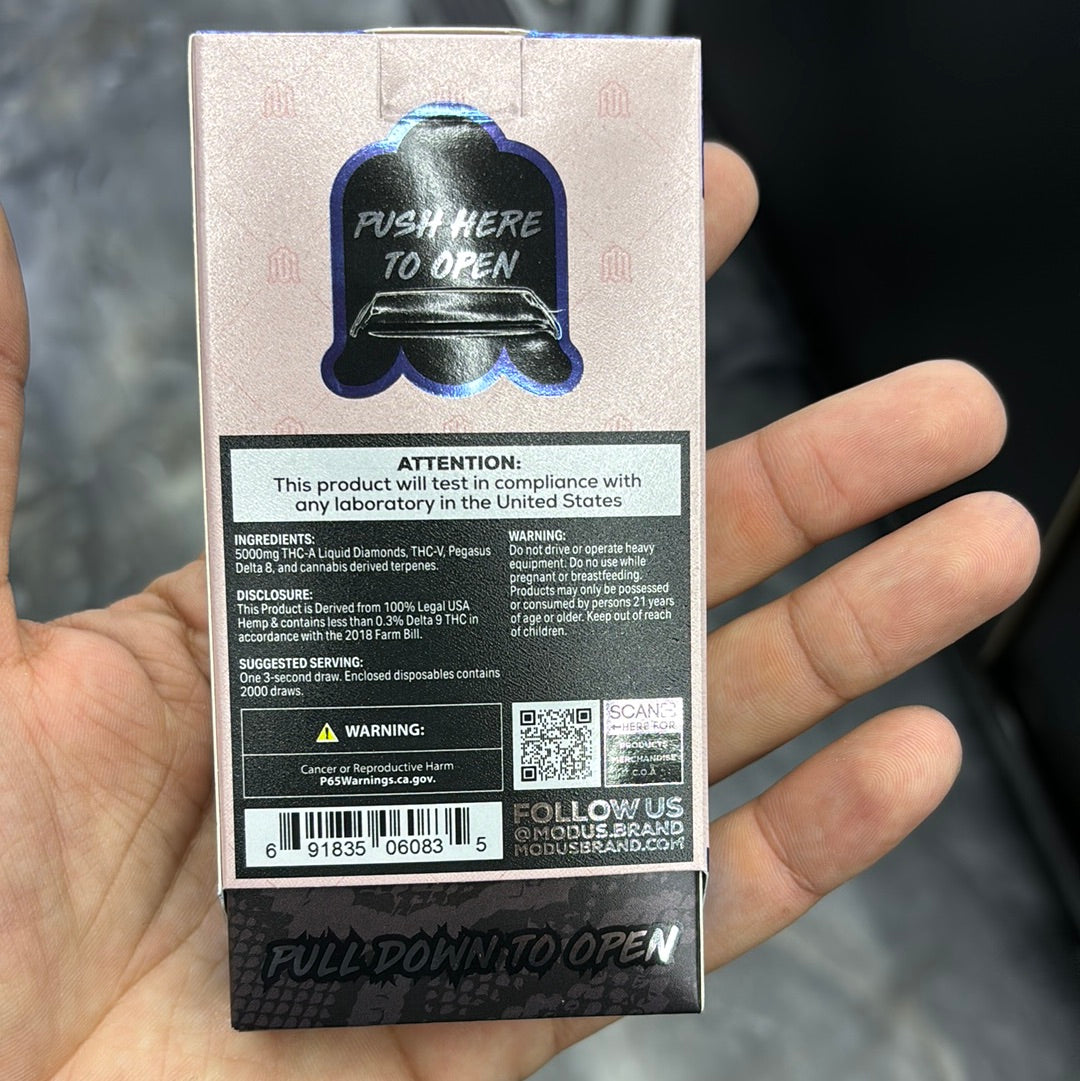 PUSH HERE
TO OPEN
ATTENTION:
This product will test in compliance with
any laboratory in the United States
INGREDIENTS:
5000mg THC-A Liquid Diamonds, THC-V, Pegasus
Delta 8, and cannabis derived terpenes.
DISCLOSURE:
This Product is Derived from 100% Legal USA
Hemp & contains less than 0.3% Delta 9 THC in
accordance with the 2018 Farm Bill.
SUGGESTED SERVING:
One 3-second draw. Enclosed disposables contains
2000 draws.
WARNING:
Do not drive or operate heavy
equipment. Do no use while
pregnant or breastfeeding.
Products may only be possessed
or consumed by persons 21 years
of age or older. Keep out of reach
of children.
WARNING:
Cancer or Reproductive Harm
P65Warnings.ca.gov.
SCAN
HERE FOR
PRODUCTS
MERCHANDISE
C.O.A
6 91835 06083 5
FOLLOW US
@MODUS.BRAND
MODUSBRAND.COM
PULL DOWN TO OPEN